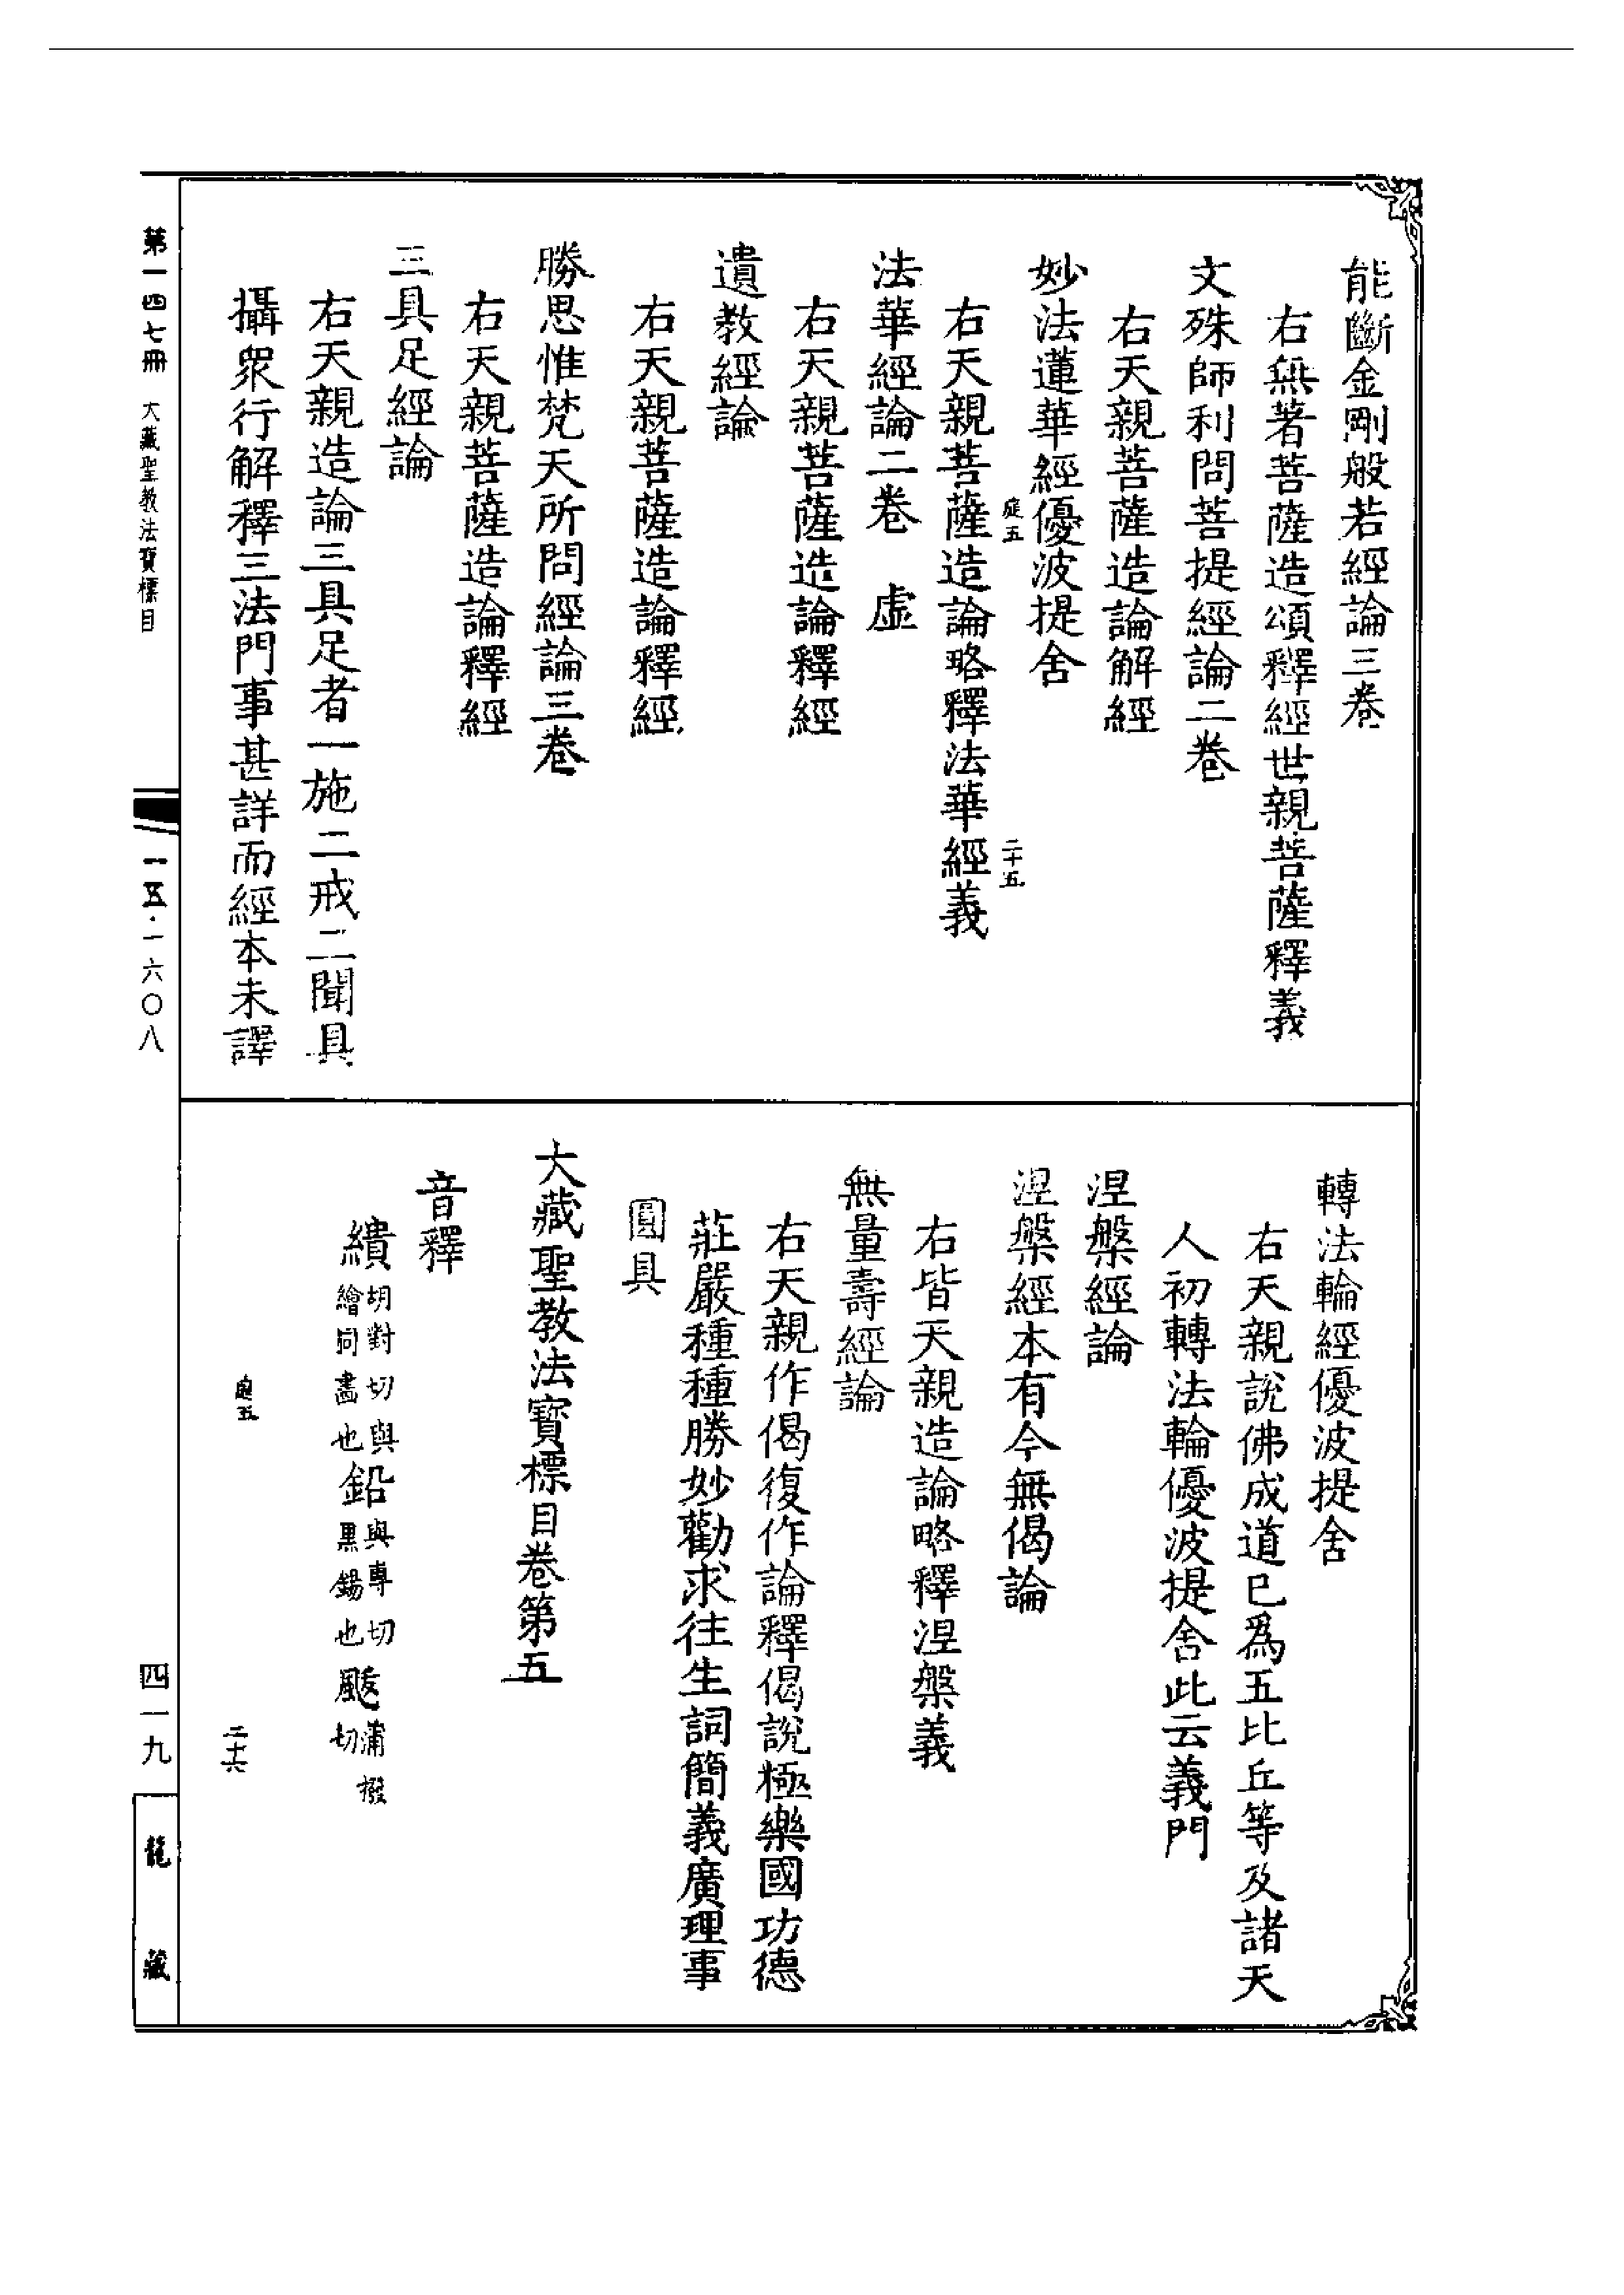 能斷金剛般若經論三卷
右無著菩薩造頌釋經世親菩薩釋義
文殊師利問菩提經論二卷
右天親菩薩造論解經
妙法蓮華經優波提舍
庭五
二十五
右天親菩薩造論略釋法華經義
法華經論二卷　虛
右天親菩薩造論釋經
遺教經論
右天親菩薩造論釋經
勝思惟梵天所問經論三卷
右天親菩薩造論釋經
三具足經論
右天親造論三具足者一施二戒二聞具
攝衆行解釋三法門事甚詳而經本未譯
轉法輪經優波提舍
右天親說佛成道已爲五比丘等及諸天
人初轉法輪優波提舍此云義門
涅槃經論
涅槃經本有今無偈論
右皆天親造論略釋涅槃義
無量壽經論
右天親作偈復作論釋偈說極樂國功德
莊嚴種種勝妙勸求往生詞簡義廣理事
圓具
大藏聖教法寶標目卷第五
音釋
繢胡對切與繪同畫也鉛與專切黑錫也颰蒲撥切
庭五
二十六
第一四七冊　大藏聖教法寶標目
一五·一六〇八
四一九
龍藏